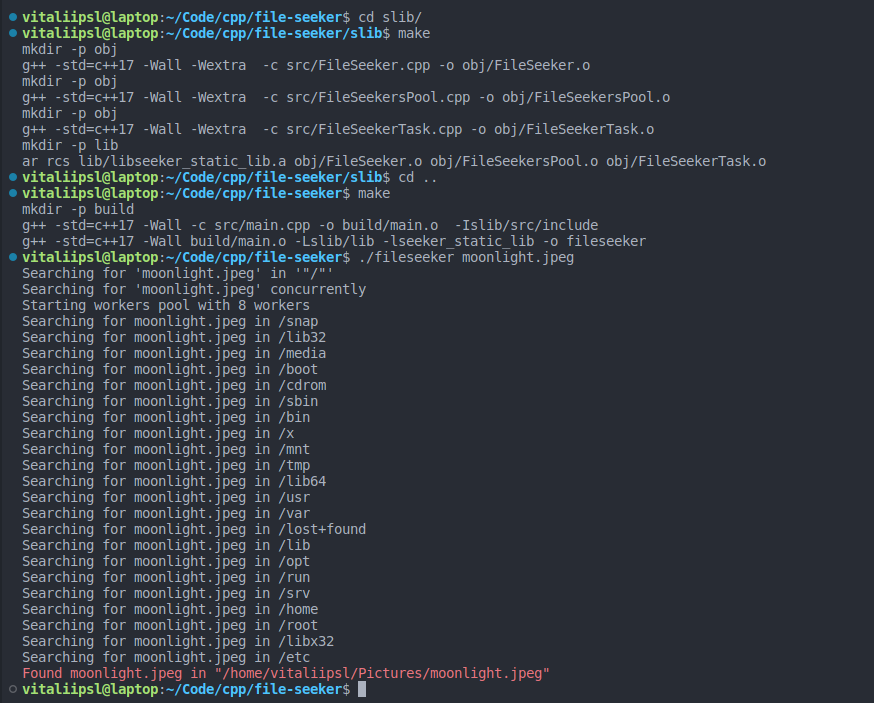 vitaliipsl@laptop:~/Code/cpp/file-seeker$ cd slib/
vitaliipsl@laptop:~/Code/cpp/file-seeker/slib$ make
mkdir -p obj
g++ -std=c++17 -Wall -Wextra  -c src/FileSeeker.cpp -o obj/FileSeeker.o
mkdir -p obj
g++ -std=c++17 -Wall -Wextra  -c src/FileSeekersPool.cpp -o obj/FileSeekersPool.o
mkdir -p obj
g++ -std=c++17 -Wall -Wextra  -c src/FileSeekerTask.cpp -o obj/FileSeekerTask.o
mkdir -p lib
ar rcs lib/libseeker_static_lib.a obj/FileSeeker.o obj/FileSeekersPool.o obj/FileSeekerTask.o
vitaliipsl@laptop:~/Code/cpp/file-seeker/slib$ cd ..
vitaliipsl@laptop:~/Code/cpp/file-seeker$ make
mkdir -p build
g++ -std=c++17 -Wall -c src/main.cpp -o build/main.o  -Islib/src/include
g++ -std=c++17 -Wall build/main.o -Lslib/lib -lseeker_static_lib -o fileseeker
vitaliipsl@laptop:~/Code/cpp/file-seeker$ ./fileseeker moonlight.jpeg
Searching for 'moonlight.jpeg' in '"/"'
Searching for 'moonlight.jpeg' concurrently
Starting workers pool with 8 workers
Searching for moonlight.jpeg in /snap
Searching for moonlight.jpeg in /lib32
Searching for moonlight.jpeg in /media
Searching for moonlight.jpeg in /boot
Searching for moonlight.jpeg in /cdrom
Searching for moonlight.jpeg in /sbin
Searching for moonlight.jpeg in /bin
Searching for moonlight.jpeg in /x
Searching for moonlight.jpeg in /mnt
Searching for moonlight.jpeg in /tmp
Searching for moonlight.jpeg in /lib64
Searching for moonlight.jpeg in /usr
Searching for moonlight.jpeg in /var
Searching for moonlight.jpeg in /lost+found
Searching for moonlight.jpeg in /lib
Searching for moonlight.jpeg in /opt
Searching for moonlight.jpeg in /run
Searching for moonlight.jpeg in /srv
Searching for moonlight.jpeg in /home
Searching for moonlight.jpeg in /root
Searching for moonlight.jpeg in /libx32
Searching for moonlight.jpeg in /etc
Found moonlight.jpeg in "/home/vitaliipsl/Pictures/moonlight.jpeg"
vitaliipsl@laptop:~/Code/cpp/file-seeker$